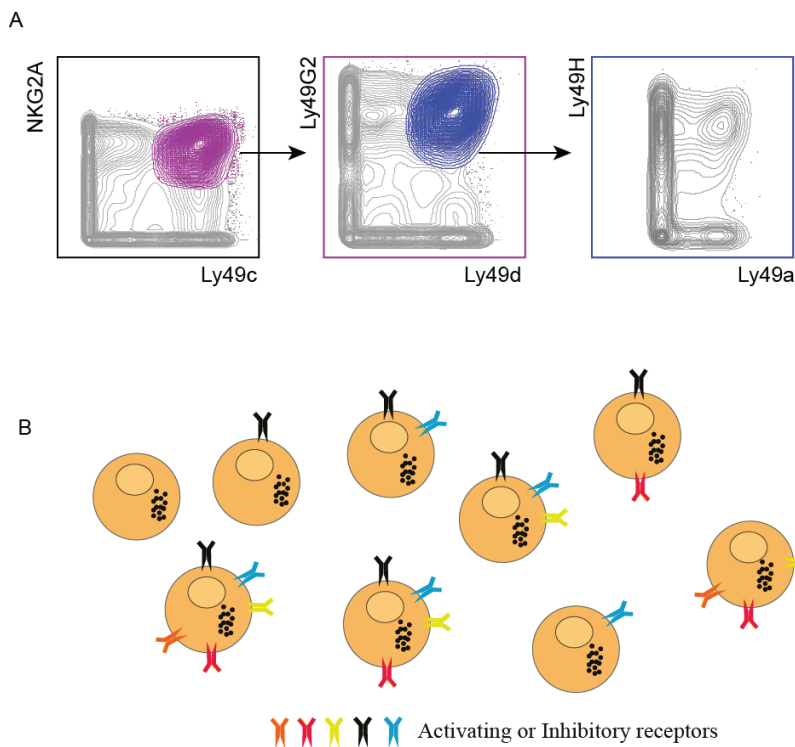 A
NKG2A
Ly49c
Ly49G2
Ly49d
Ly49H
Ly49a
B
Activating or Inhibitory receptors